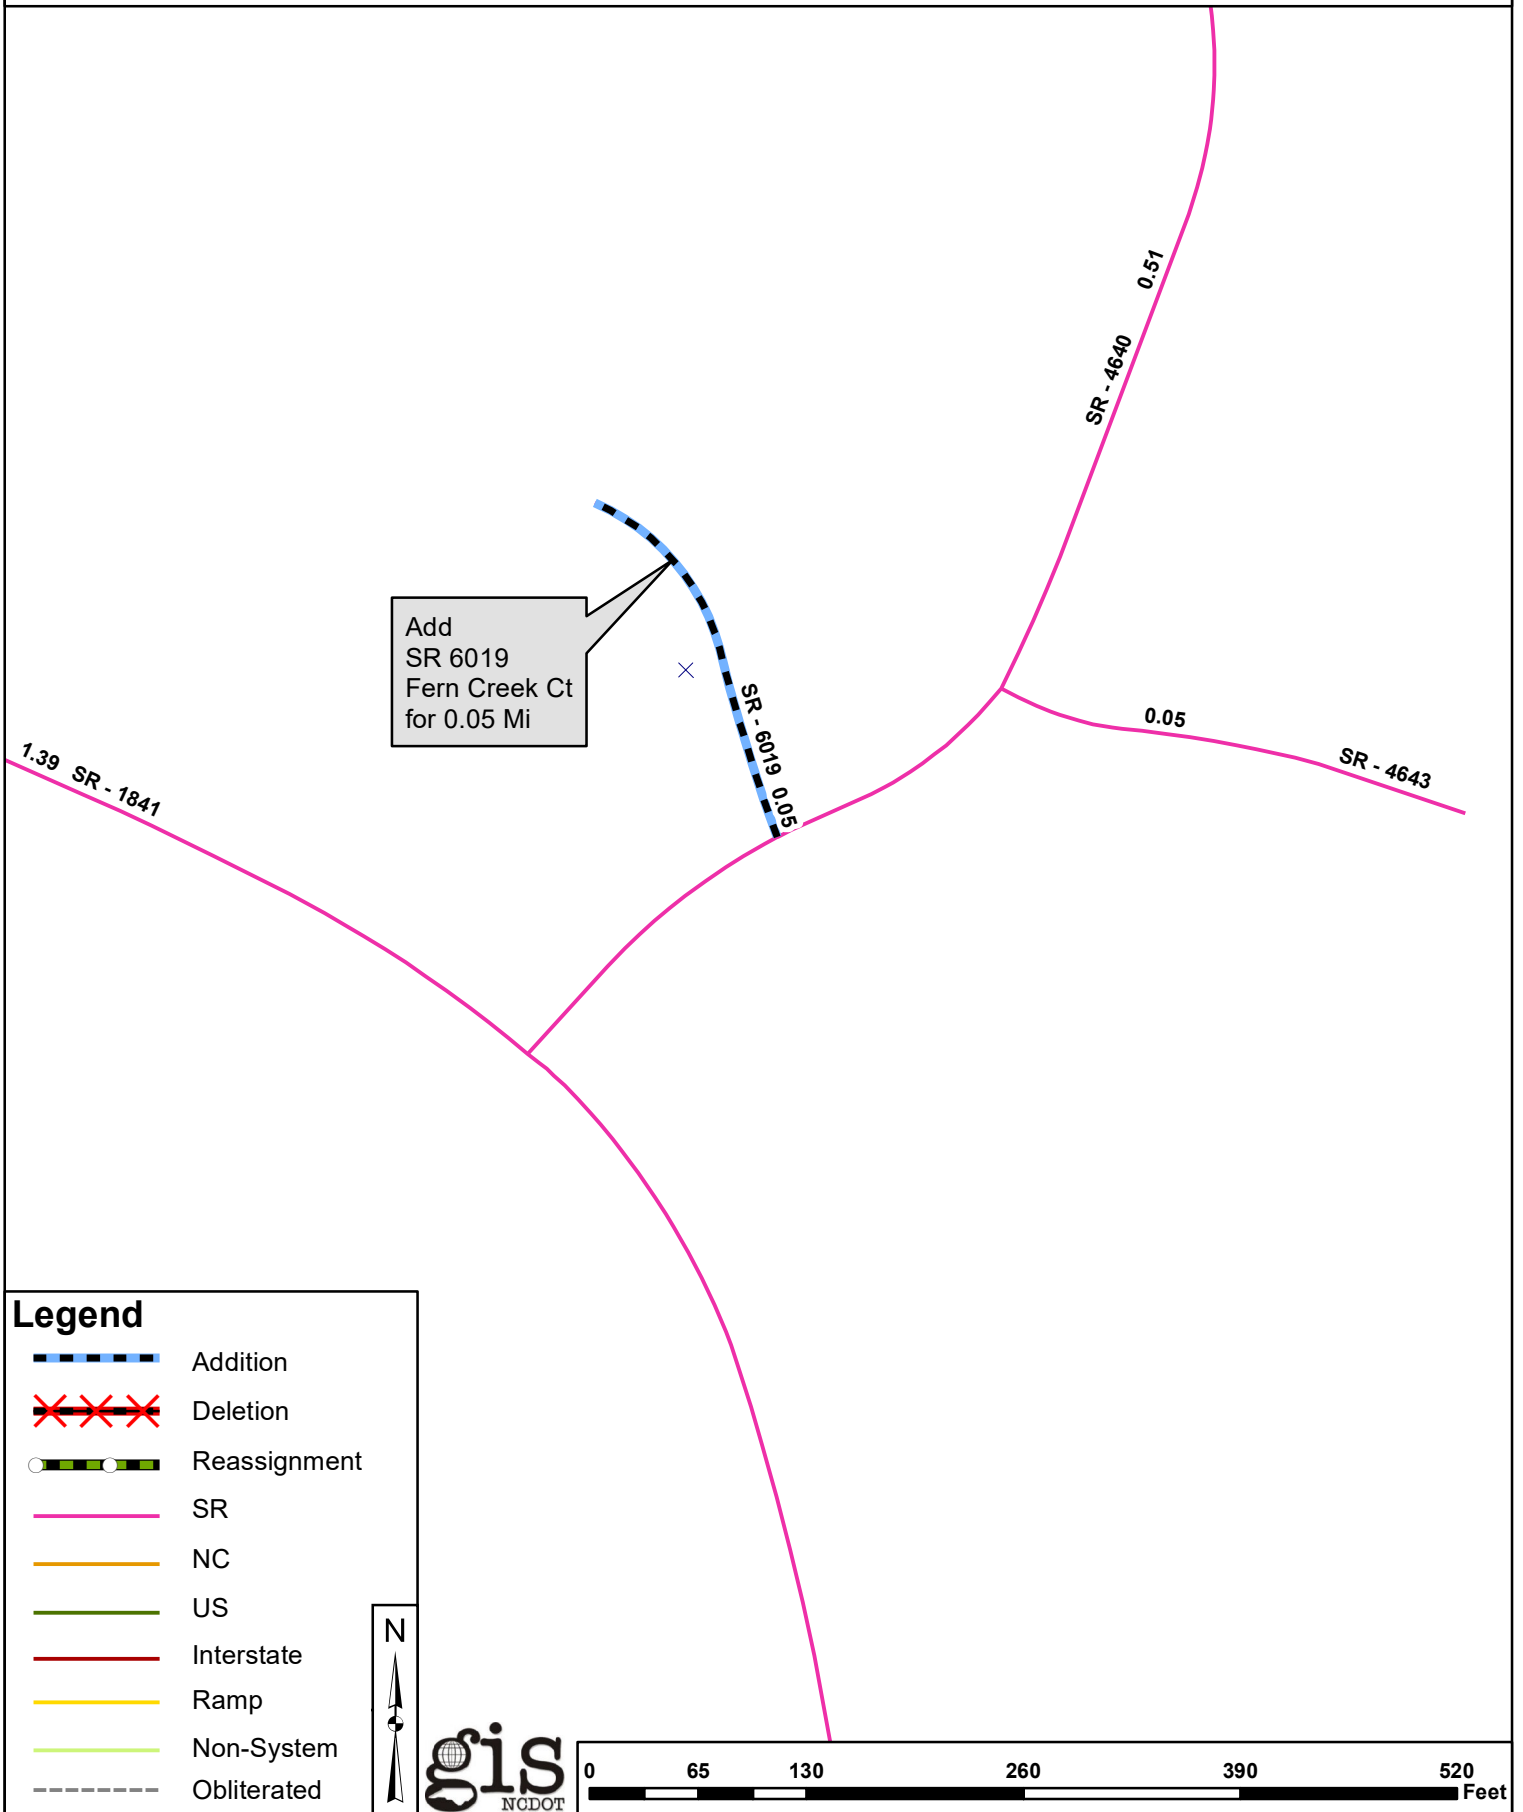 0.51
SR - 4640
Add
SR 6019
Fern Creek Ct
for 0.05 Mi
SR - 6019 0.05
0.05
SR - 4643
1.39 SR - 1841
Legend
Addition
Deletion
Reassignment
SR
NC
US
Interstate
Ramp
Non-System
Obliterated
N
gis
NCDOT
0 65 130 260 390 520
Feet